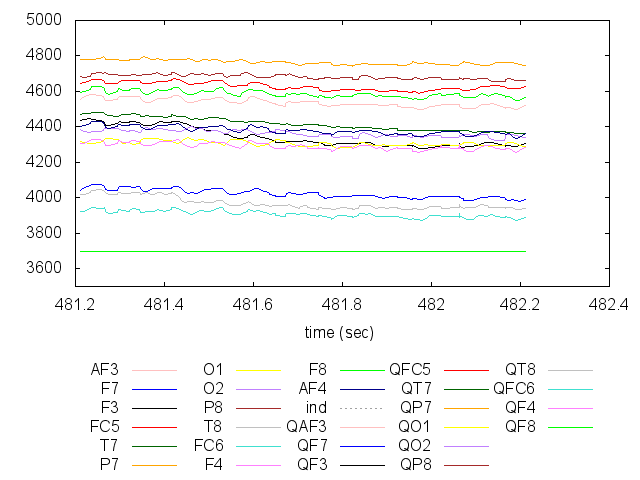 5000
4800
4600
4400
4200
4000
3800
3600
481.2 481.4 481.6 481.8 482 482.2 482.4
time (sec)
AF3 O1 F8 QFC5 QT8
F7 O2 AF4 QT7 QFC6
F3 P8 ind QP7 QF4
FC5 T8 QAF3 QO1 QF8
T7 FC6 QF7 QO2
P7 F4 QF3 QP8